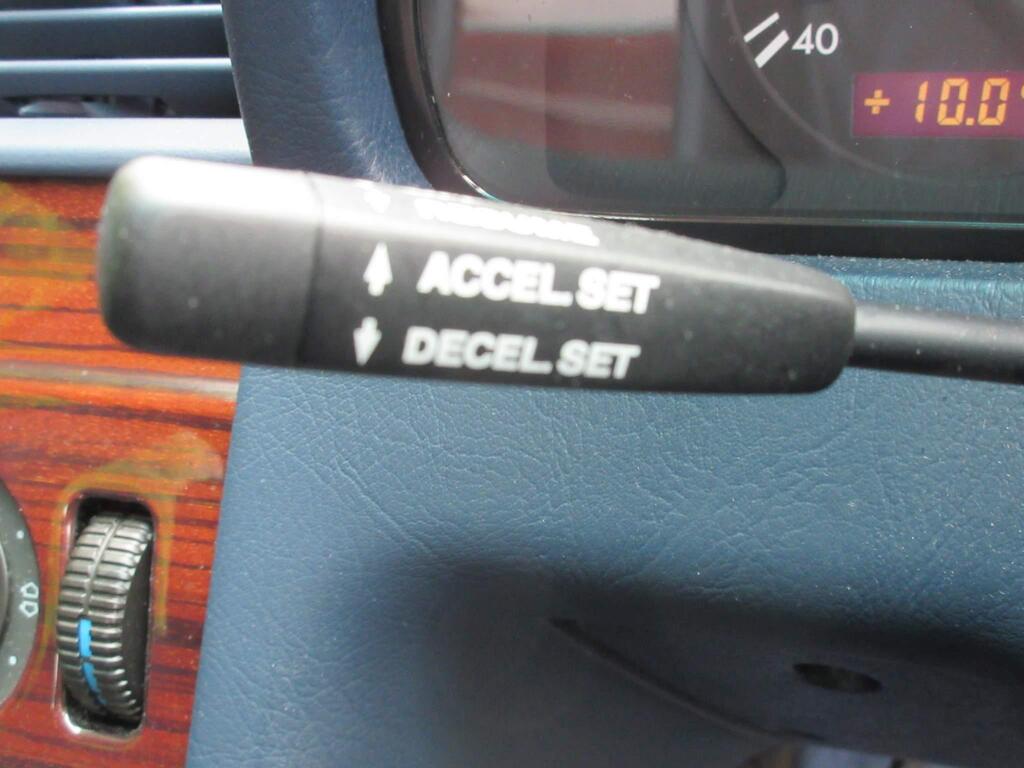 40
+10.0°
ACCEL. SET
DECEL. SET